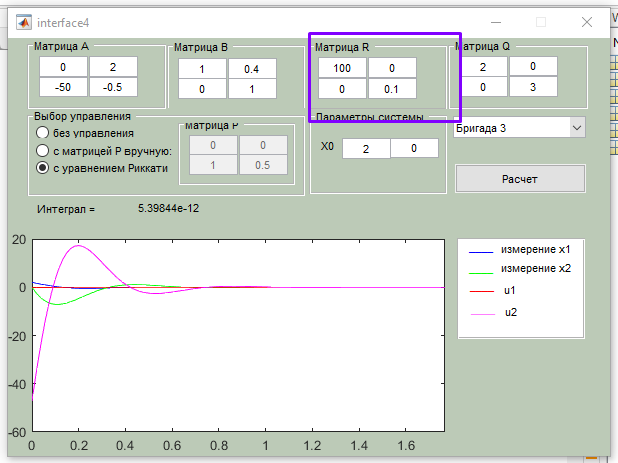 interface4
Матрица A
0 2
-50 -0.5
Матрица B
1 0.4
0 1
Матрица R
100 0
0 0.1
Матрица Q
2 0
0 3
Выбор управления
без управления
с матрицей P вручную:
с уравнением Риккати
Матрица P
0 0
1 0.5
Параметры системы
X0 2 0
Бригада 3
Расчет
Интеграл = 5.39844e-12
20
0
-20
-40
-60
0 0.2 0.4 0.6 0.8 1 1.2 1.4 1.6
измерение x1
измерение x2
u1
u2